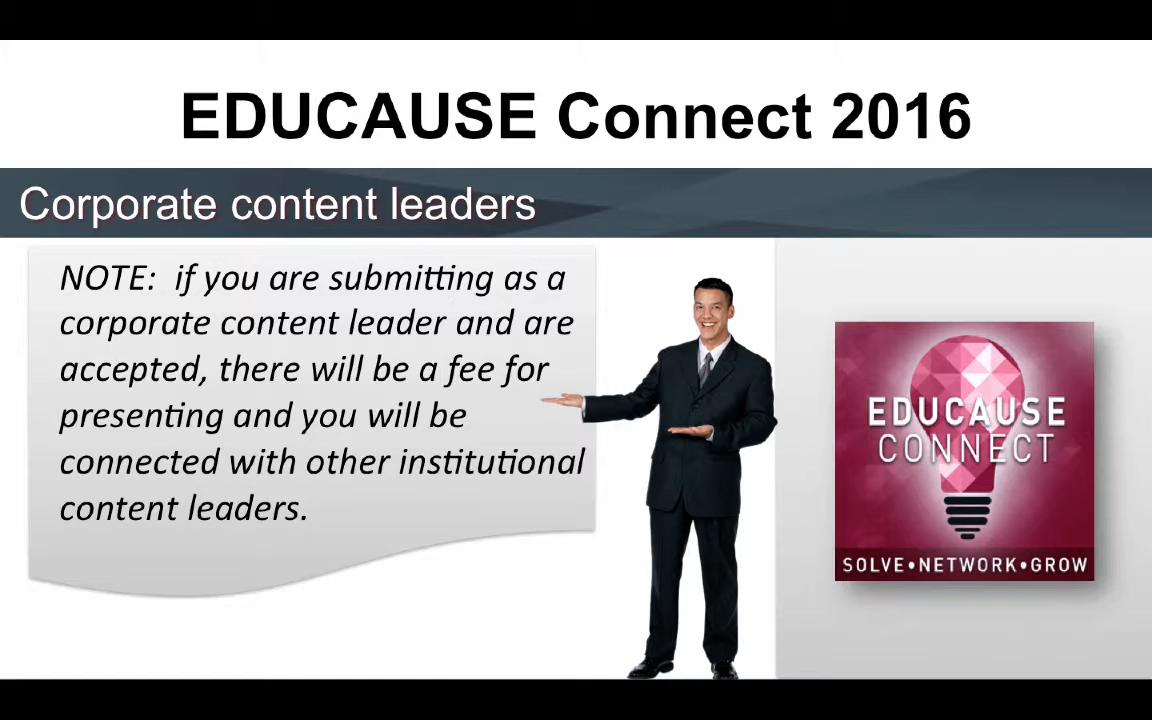 EDUCAUSE Connect 2016
Corporate content leaders
NOTE:  if you are submitting as a
corporate content leader and are
accepted, there will be a fee for
presenting and you will be
connected with other institutional
content leaders.
EDUCAUSE
CONNECT
SOLVE•NETWORK•GROW